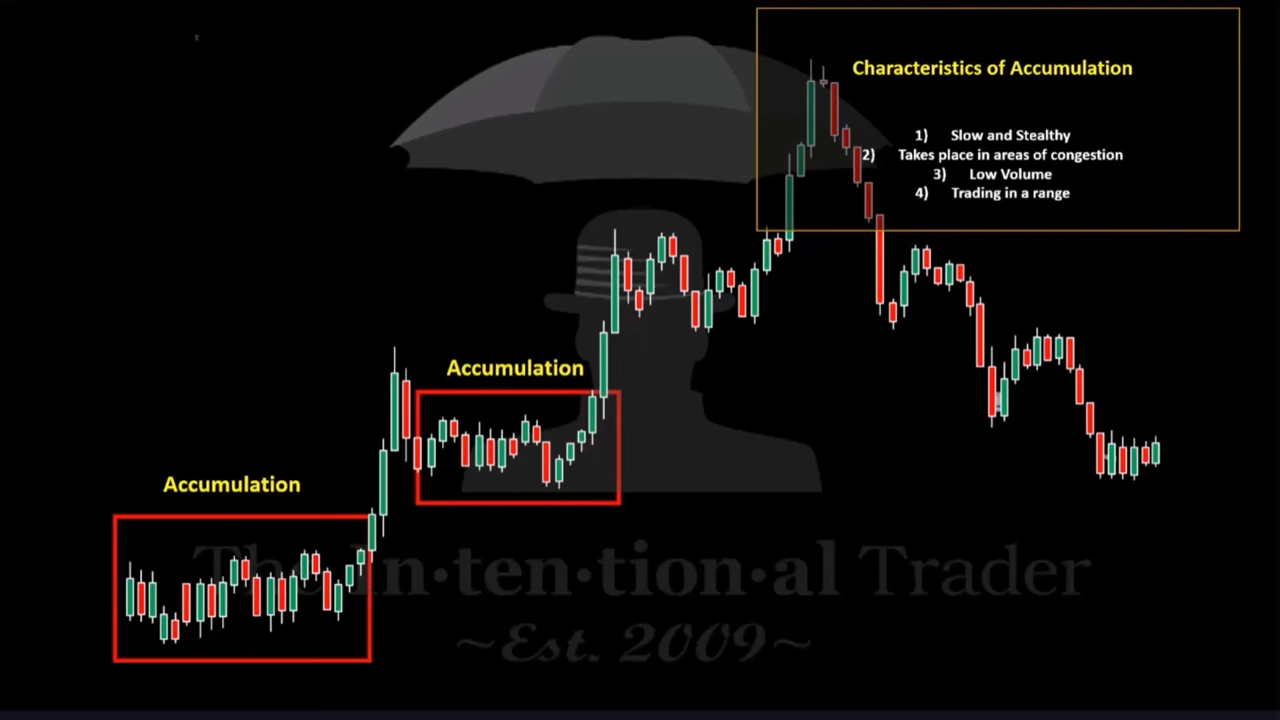 Characteristics of Accumulation
1) Slow and Stealthy
2) Takes place in areas of congestion
3) Low Volume
4) Trading in a range
Accumulation
Accumulation
The In·ten·tion·al Trader
~Est. 2009~